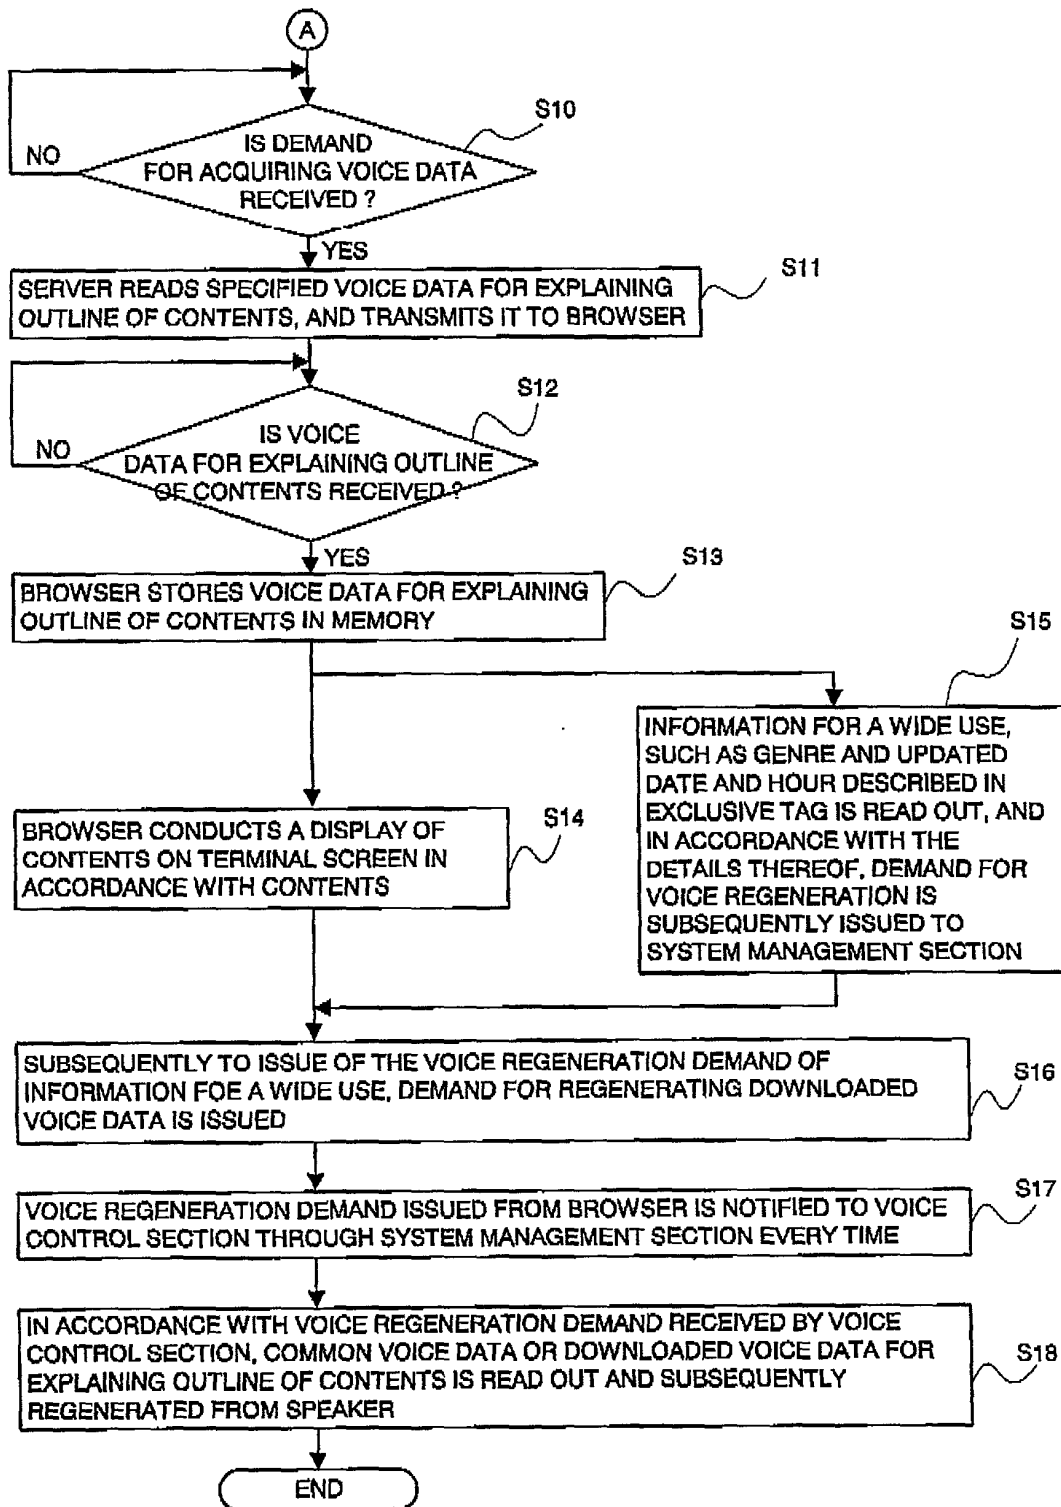 A
S10
IS DEMAND
FOR ACQUIRING VOICE DATA
RECEIVED ?
NO
YES
S11
SERVER READS SPECIFIED VOICE DATA FOR EXPLAINING
OUTLINE OF CONTENTS, AND TRANSMITS IT TO BROWSER
S12
IS VOICE
DATA FOR EXPLAINING OUTLINE
OF CONTENTS RECEIVED ?
NO
YES
S13
BROWSER STORES VOICE DATA FOR EXPLAINING
OUTLINE OF CONTENTS IN MEMORY
S15
INFORMATION FOR A WIDE USE,
SUCH AS GENRE AND UPDATED
DATE AND HOUR DESCRIBED IN
EXCLUSIVE TAG IS READ OUT, AND
IN ACCORDANCE WITH THE
DETAILS THEREOF, DEMAND FOR
VOICE REGENERATION IS
SUBSEQUENTLY ISSUED TO
SYSTEM MANAGEMENT SECTION
S14
BROWSER CONDUCTS A DISPLAY OF
CONTENTS ON TERMINAL SCREEN IN
ACCORDANCE WITH CONTENTS
SUBSEQUENTLY TO ISSUE OF THE VOICE REGENERATION DEMAND OF
INFORMATION FOE A WIDE USE, DEMAND FOR REGENERATING DOWNLOADED
VOICE DATA IS ISSUED
S16
VOICE REGENERATION DEMAND ISSUED FROM BROWSER IS NOTIFIED TO VOICE
CONTROL SECTION THROUGH SYSTEM MANAGEMENT SECTION EVERY TIME
S17
IN ACCORDANCE WITH VOICE REGENERATION DEMAND RECEIVED BY VOICE
CONTROL SECTION, COMMON VOICE DATA OR DOWNLOADED VOICE DATA FOR
EXPLAINING OUTLINE OF CONTENTS IS READ OUT AND SUBSEQUENTLY
REGENERATED FROM SPEAKER
S18
END